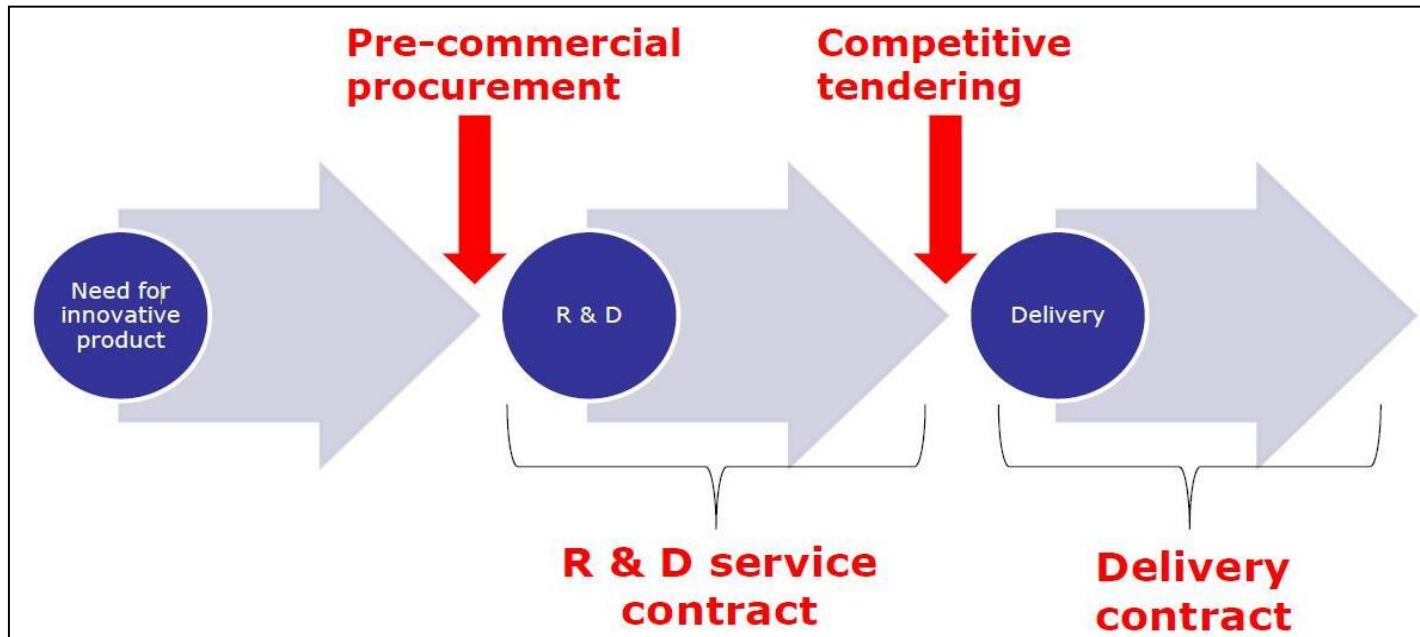 Pre-commercial
procurement
Competitive
tendering
Need for
innovative
product
R & D
Delivery
R & D service
contract
Delivery
contract